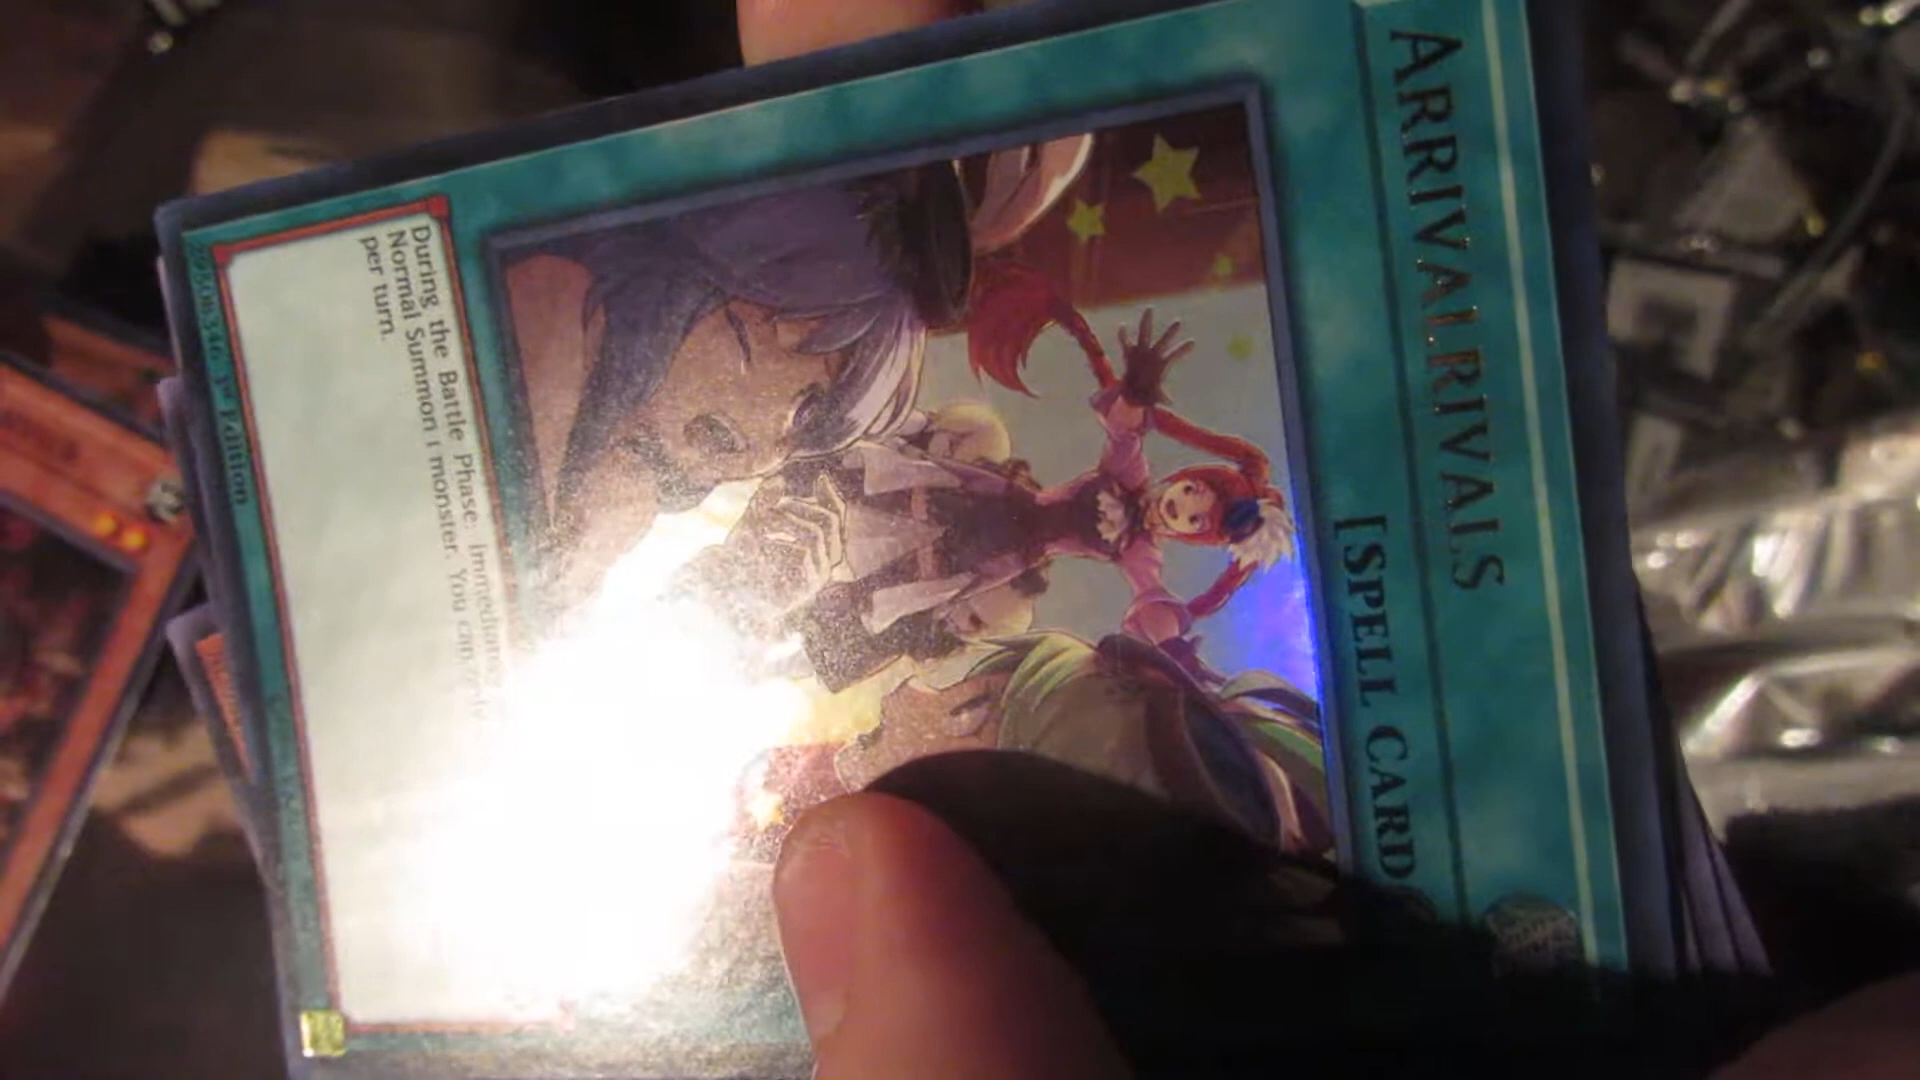 ARRIVALRIVALS
[SPELL CARD
During the Battle Phase: Immediately
Normal Summon 1 monster. You can only
per turn.
1st Edition